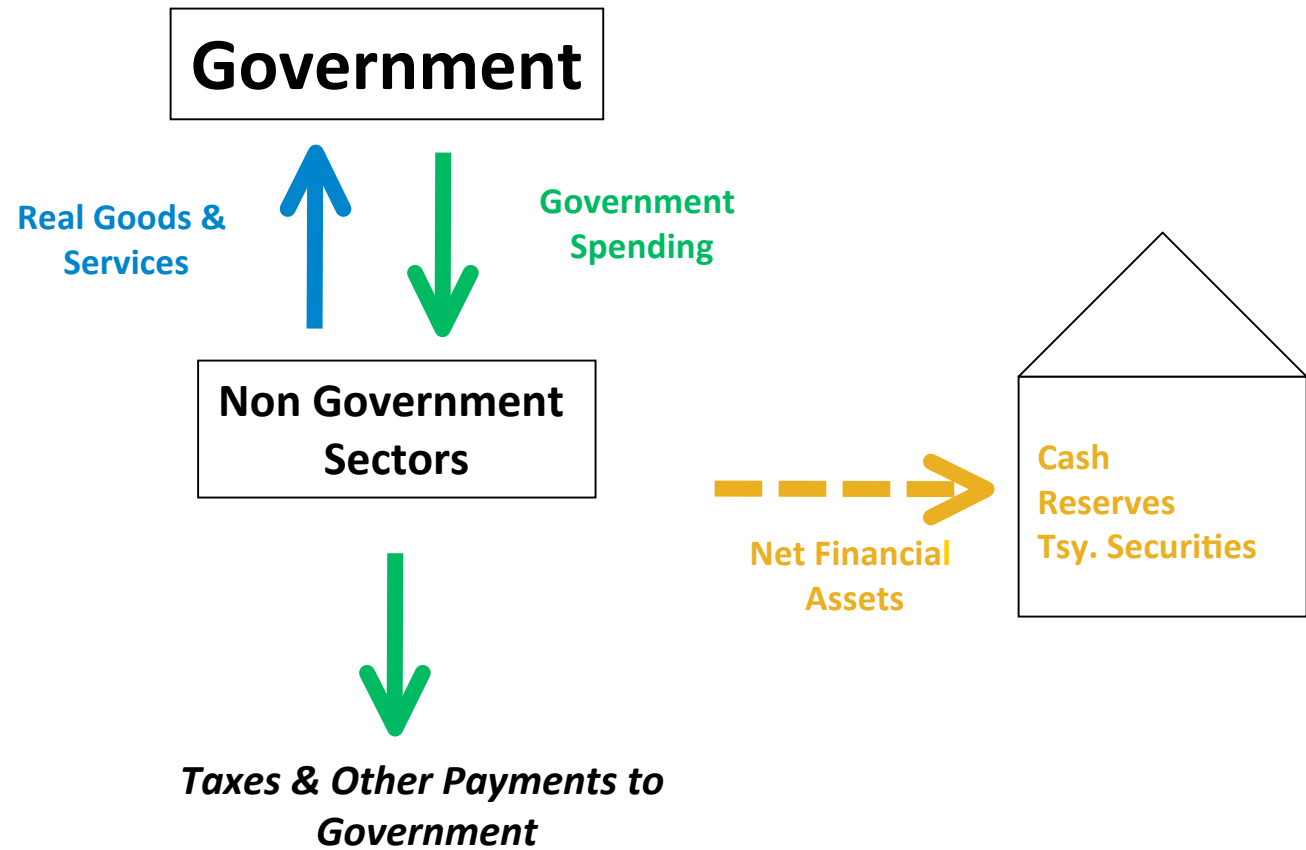 Government
Real Goods &
Services
Government
Spending
Non Government
Sectors
Net Financial
Assets
Cash
Reserves
Tsy. Securities
Taxes & Other Payments to
Government